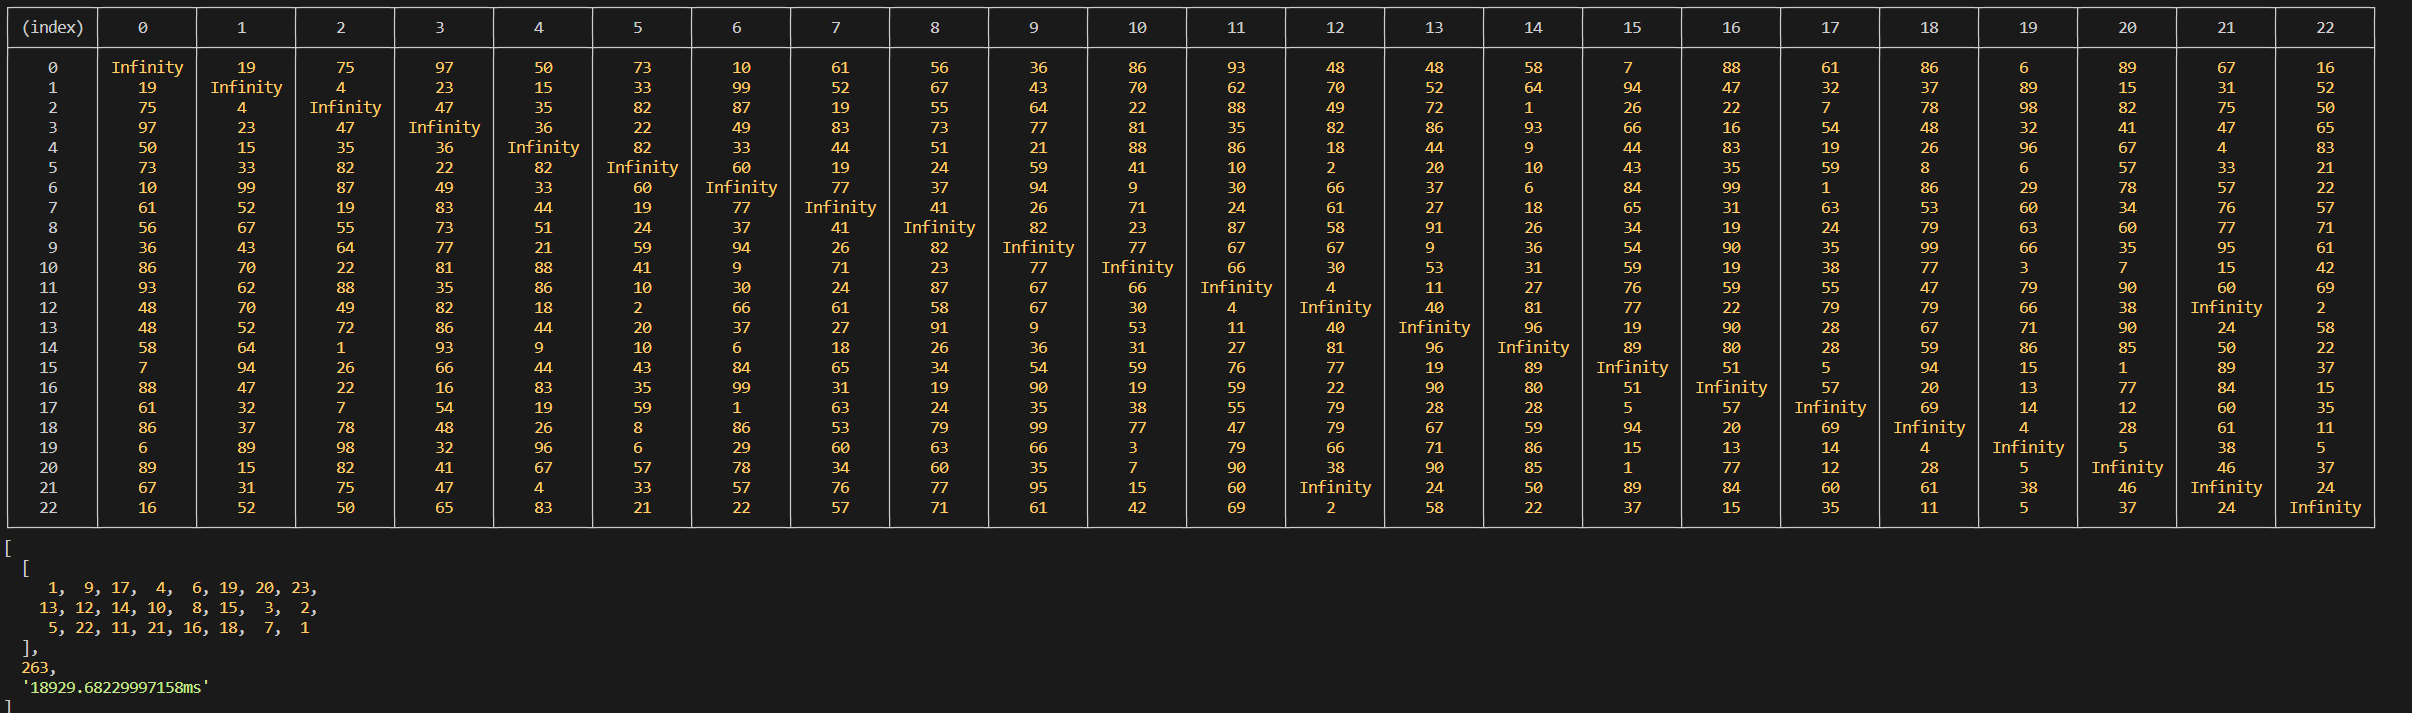 (index) 0 1 2 3 4 5 6 7 8 9 10 11 12 13 14 15 16 17 18 19 20 21 22
0 Infinity 19 75 97 50 73 10 61 56 36 86 93 48 48 58 7 88 61 86 6 89 67 16
1 19 Infinity 4 23 15 33 99 52 67 43 70 62 70 52 64 94 47 32 37 89 15 31 52
2 75 4 Infinity 47 35 82 87 19 55 64 22 88 49 72 1 26 22 7 78 98 82 75 50
3 97 23 47 Infinity 36 22 49 83 73 77 81 35 82 86 93 66 16 54 48 32 41 47 65
4 50 15 35 36 Infinity 82 33 44 51 21 88 86 18 44 9 44 83 19 26 96 67 4 83
5 73 33 82 22 82 Infinity 60 19 24 59 41 10 2 20 10 43 35 59 8 6 57 33 21
6 10 99 87 49 33 60 Infinity 77 37 94 9 30 66 37 6 84 99 1 86 29 78 57 22
7 61 52 19 83 44 19 77 Infinity 41 26 71 24 61 27 18 65 31 63 53 60 34 76 57
8 56 67 55 73 51 24 37 41 Infinity 82 23 87 58 91 26 34 19 24 79 63 60 77 71
9 36 43 64 77 21 59 94 26 82 Infinity 77 67 67 9 36 54 90 35 99 66 35 95 61
10 86 70 22 81 88 41 9 71 23 77 Infinity 66 30 53 31 59 19 38 77 3 7 15 42
11 93 62 88 35 86 10 30 24 87 67 66 Infinity 4 11 27 76 59 55 47 79 90 60 69
12 48 70 49 82 18 2 66 61 58 67 30 4 Infinity 40 81 77 22 79 79 66 38 Infinity 2
13 48 52 72 86 44 20 37 27 91 9 53 11 40 Infinity 96 19 90 28 67 71 90 24 58
14 58 64 1 93 9 10 6 18 26 36 31 27 81 96 Infinity 89 80 28 59 86 85 50 22
15 7 94 26 66 44 43 84 65 34 54 59 76 77 19 89 Infinity 51 5 94 15 1 89 37
16 88 47 22 16 83 35 99 31 19 90 19 59 22 90 80 51 Infinity 57 20 13 77 84 15
17 61 32 7 54 19 59 1 63 24 35 38 55 79 28 28 5 57 Infinity 69 14 12 60 35
18 86 37 78 48 26 8 86 53 79 99 77 47 79 67 59 94 20 69 Infinity 4 28 61 11
19 6 89 98 32 96 6 29 60 63 66 3 79 66 71 86 15 13 14 4 Infinity 5 38 5
20 89 15 82 41 67 57 78 34 60 35 7 90 38 90 85 1 77 12 28 5 Infinity 46 37
21 67 31 75 47 4 33 57 76 77 95 15 60 Infinity 24 50 89 84 60 61 38 46 Infinity 24
22 16 52 50 65 83 21 22 57 71 61 42 69 2 58 22 37 15 35 11 5 37 24 Infinity
[
[
1, 9, 17, 4, 6, 19, 20, 23,
13, 12, 14, 10, 8, 15, 3, 2,
5, 22, 11, 21, 16, 18, 7, 1
],
263,
'18929.68229997158ms'
]